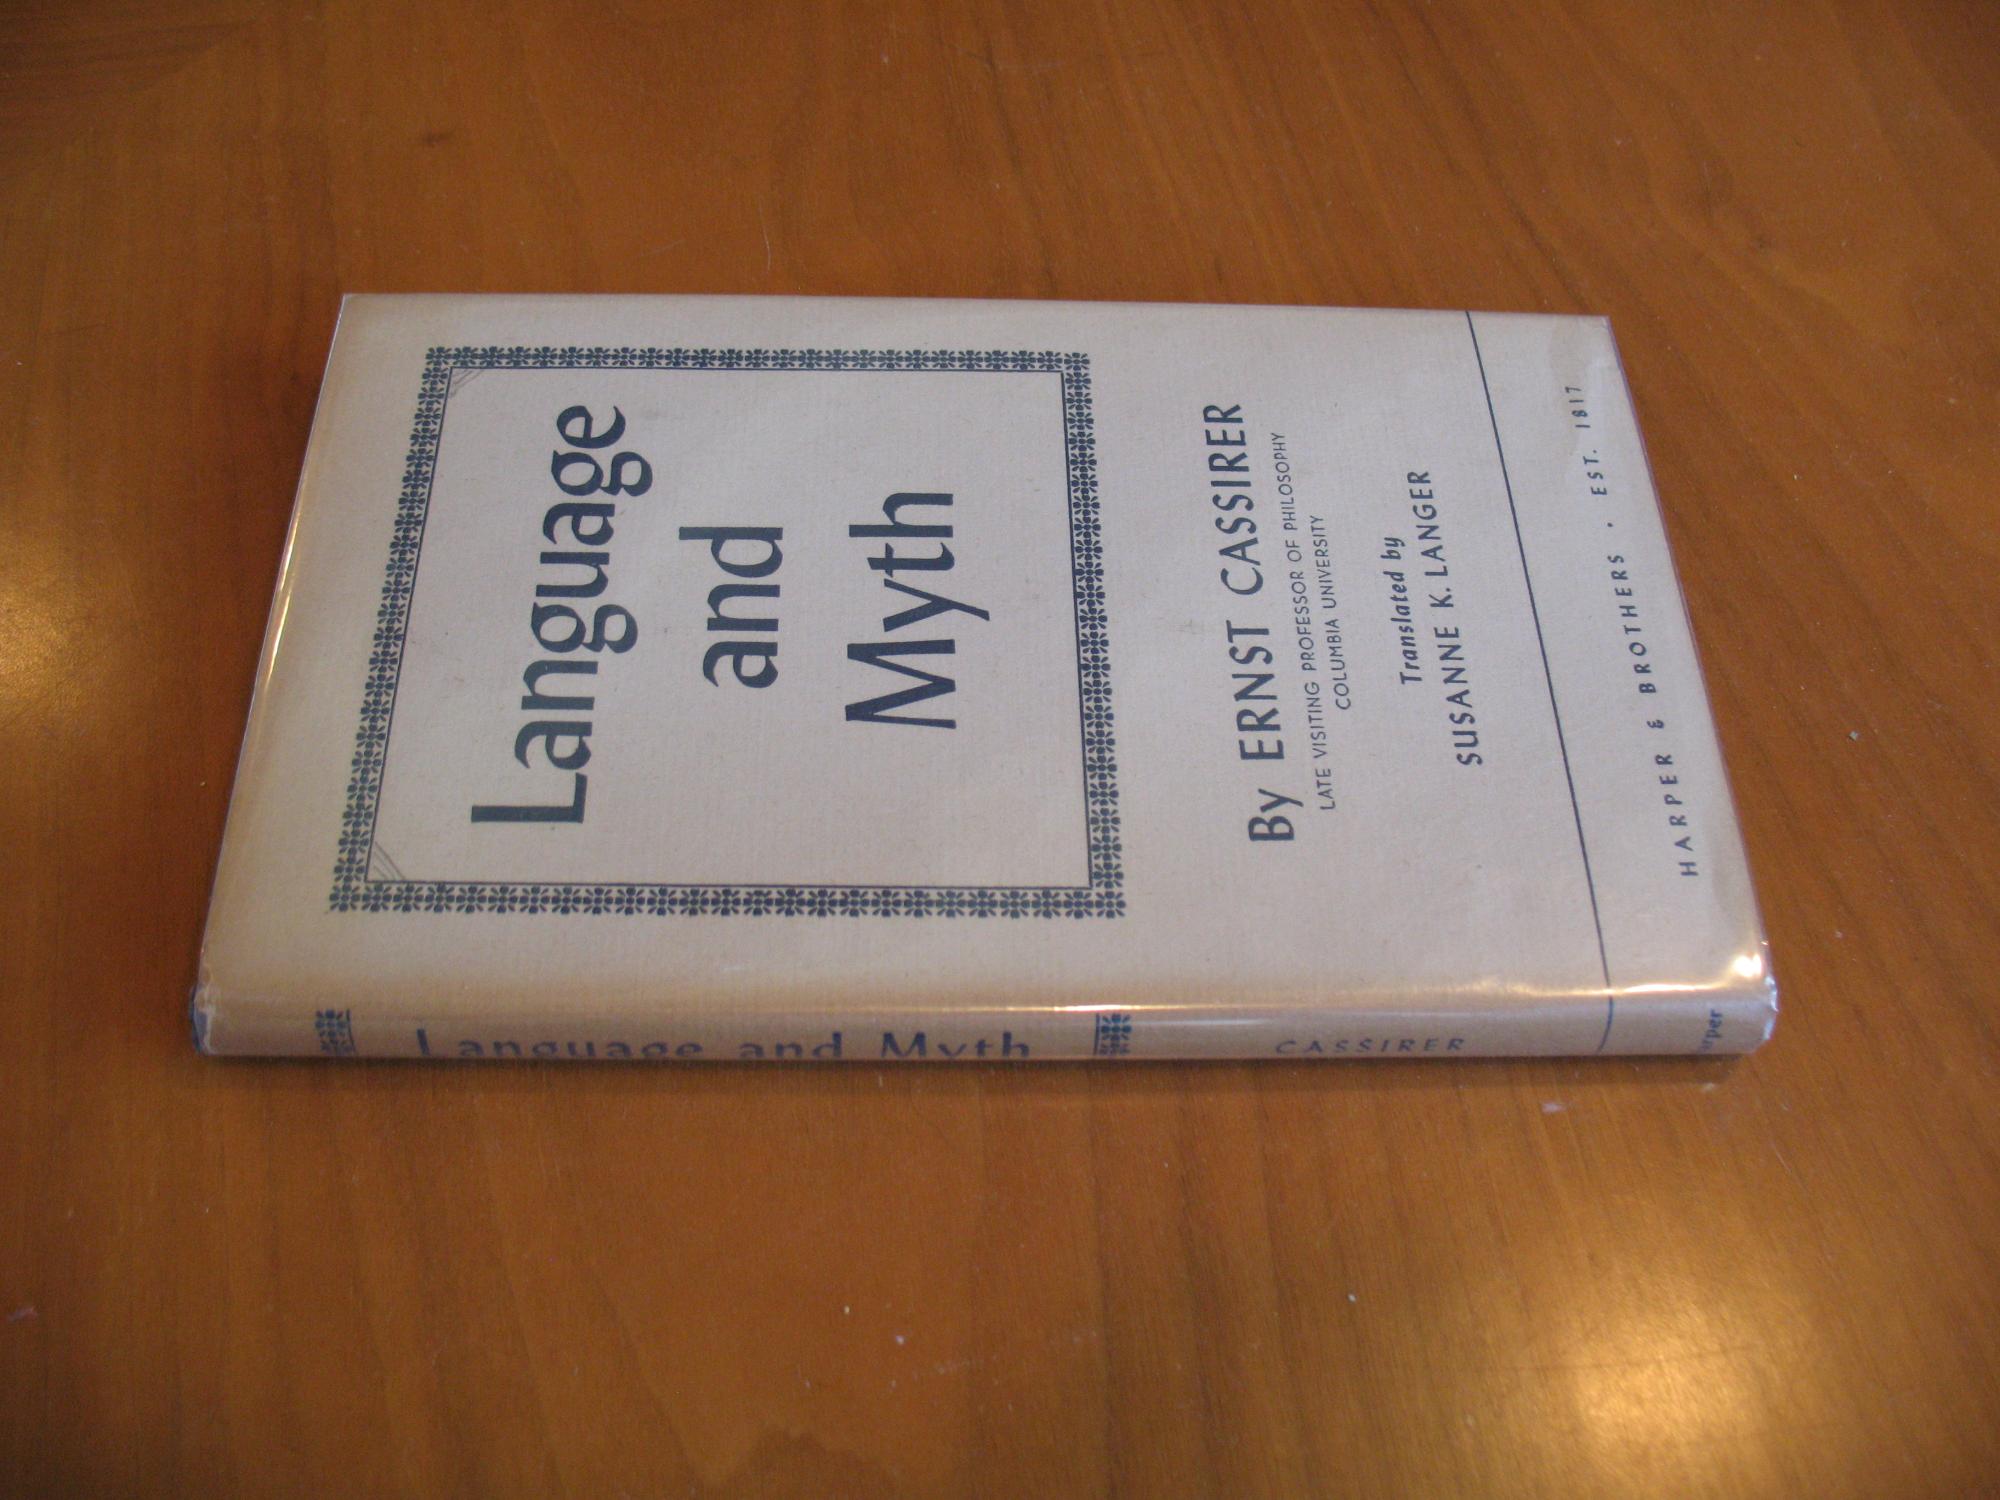 Language
and
Myth
By ERNST CASSIRER
LATE VISITING PROFESSOR OF PHILOSOPHY
COLUMBIA UNIVERSITY
Translated by
SUSANNE K. LANGER
HARPER & BROTHERS · EST. 1817
Language and Myth
CASSIRER